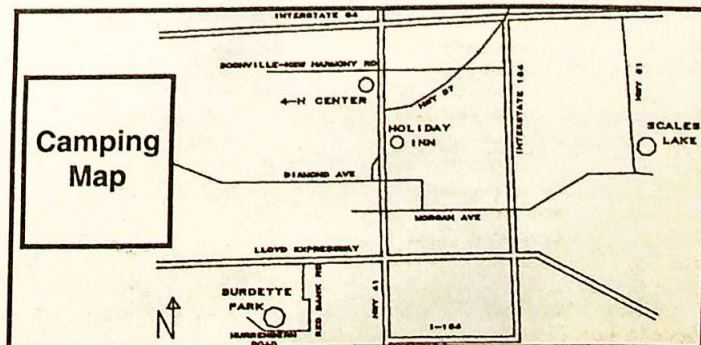 INTERSTATE 64
BOONVILLE-NEW HARMONY RD
←H CENTER
HWY 57
INTERSTATE 164
HWY 61
Camping
Map
HOLIDAY
INN
SCALES
LAKE
DIAMOND AVE
MORGAN AVE
LLOYD EXPRESSWAY
BURDETTE
PARK
RED BANK RD
HWY 41
N
I-164
NURRENBERN
ROAD